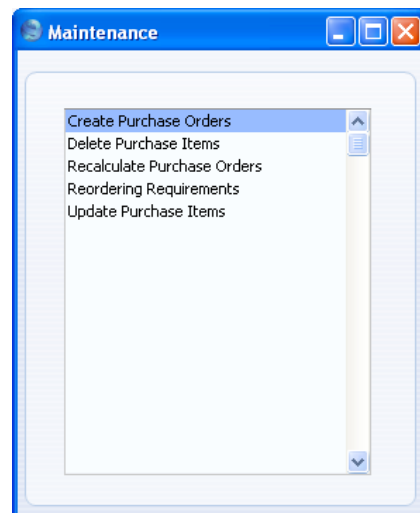 Maintenance
Create Purchase Orders
Delete Purchase Items
Recalculate Purchase Orders
Reordering Requirements
Update Purchase Items